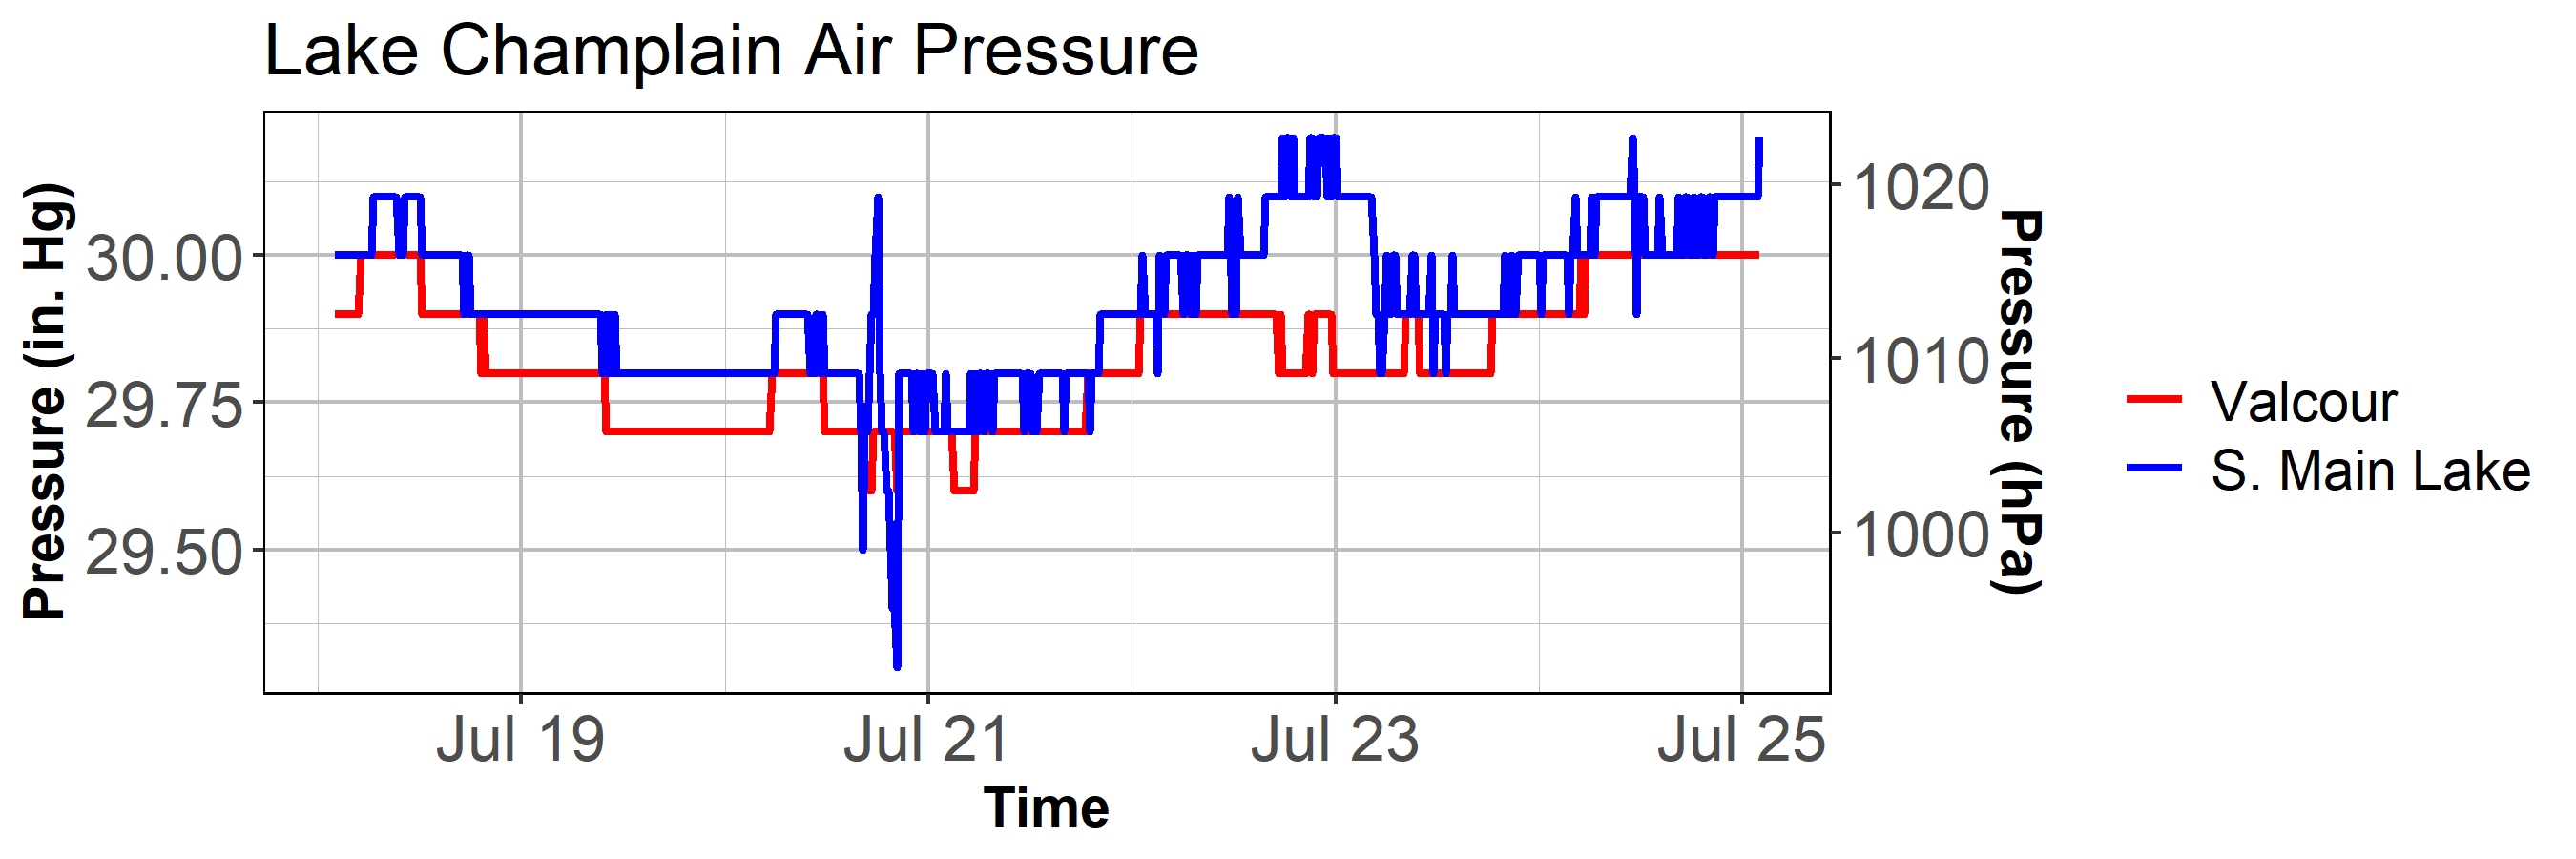 Lake Champlain Air Pressure
Pressure (in. Hg)
30.00
29.75
29.50
1020
1010
1000
Pressure (hPa)
Valcour
S. Main Lake
Jul 19
Jul 21
Jul 23
Jul 25
Time